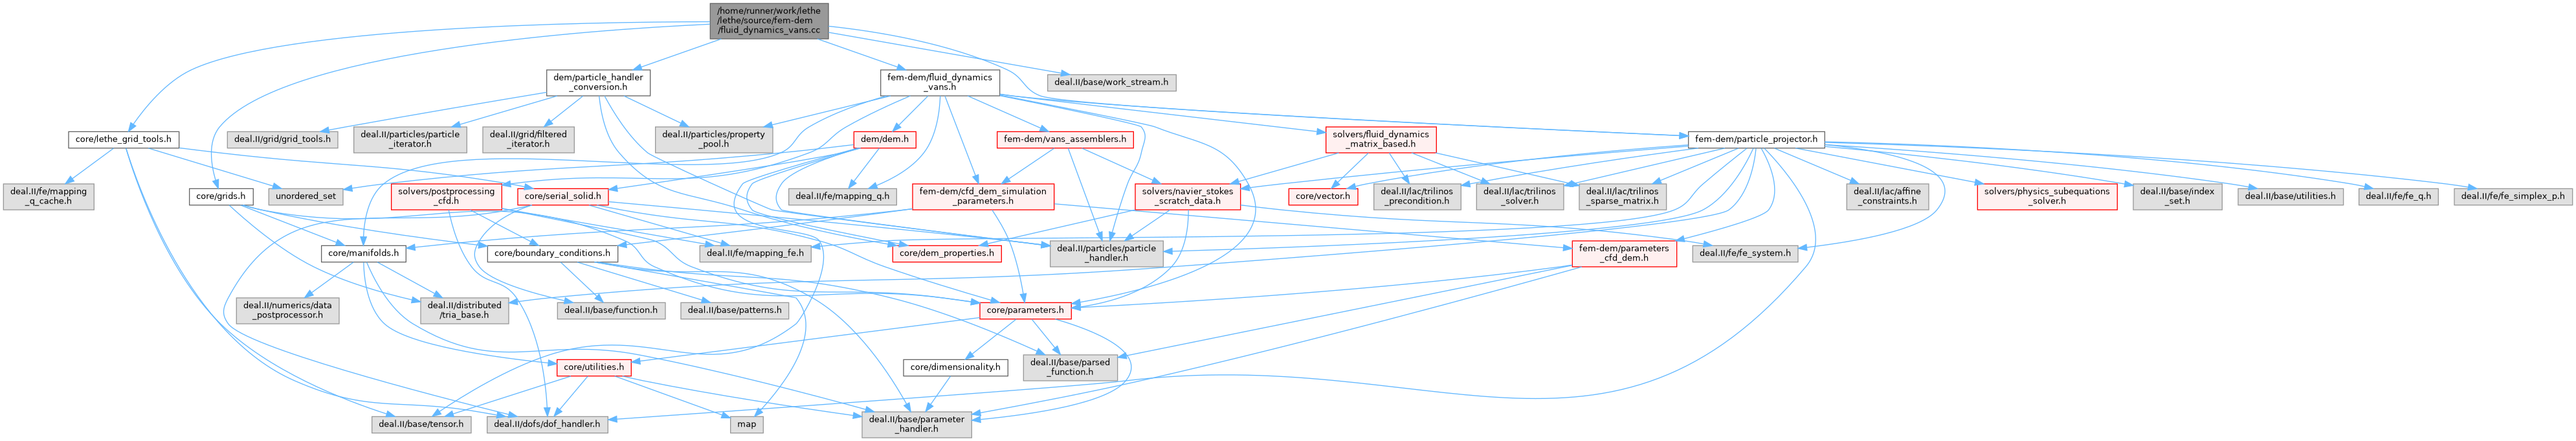 /home/runner/work/lethe
/lethe/source/fem-dem
/fluid_dynamics_vans.cc
dem/particle_handler
_conversion.h
fem-dem/fluid_dynamics
_vans.h
deal.II/base/work_stream.h
core/lethe_grid_tools.h
deal.II/grid/grid_tools.h
deal.II/particles/particle
_iterator.h
deal.II/grid/filtered
_iterator.h
deal.II/particles/property
_pool.h
dem/dem.h
fem-dem/vans_assemblers.h
solvers/fluid_dynamics
_matrix_based.h
fem-dem/particle_projector.h
deal.II/fe/mapping
_q_cache.h
core/grids.h
unordered_set
solvers/postprocessing
_cfd.h
core/serial_solid.h
deal.II/fe/mapping_q.h
fem-dem/cfd_dem_simulation
_parameters.h
solvers/navier_stokes
_scratch_data.h
core/vector.h
deal.II/lac/trilinos
_precondition.h
deal.II/lac/trilinos
_solver.h
deal.II/lac/trilinos
_sparse_matrix.h
deal.II/lac/affine
_constraints.h
solvers/physics_subequations
_solver.h
deal.II/base/index
_set.h
deal.II/base/utilities.h
deal.II/fe/fe_q.h
deal.II/fe/fe_simplex_p.h
core/manifolds.h
core/boundary_conditions.h
deal.II/fe/mapping_fe.h
core/dem_properties.h
deal.II/particles/particle
_handler.h
fem-dem/parameters
_cfd_dem.h
deal.II/fe/fe_system.h
deal.II/numerics/data
_postprocessor.h
deal.II/distributed
/tria_base.h
deal.II/base/function.h
deal.II/base/patterns.h
core/parameters.h
core/utilities.h
core/dimensionality.h
deal.II/base/parsed
_function.h
deal.II/base/tensor.h
deal.II/dofs/dof_handler.h
map
deal.II/base/parameter
_handler.h